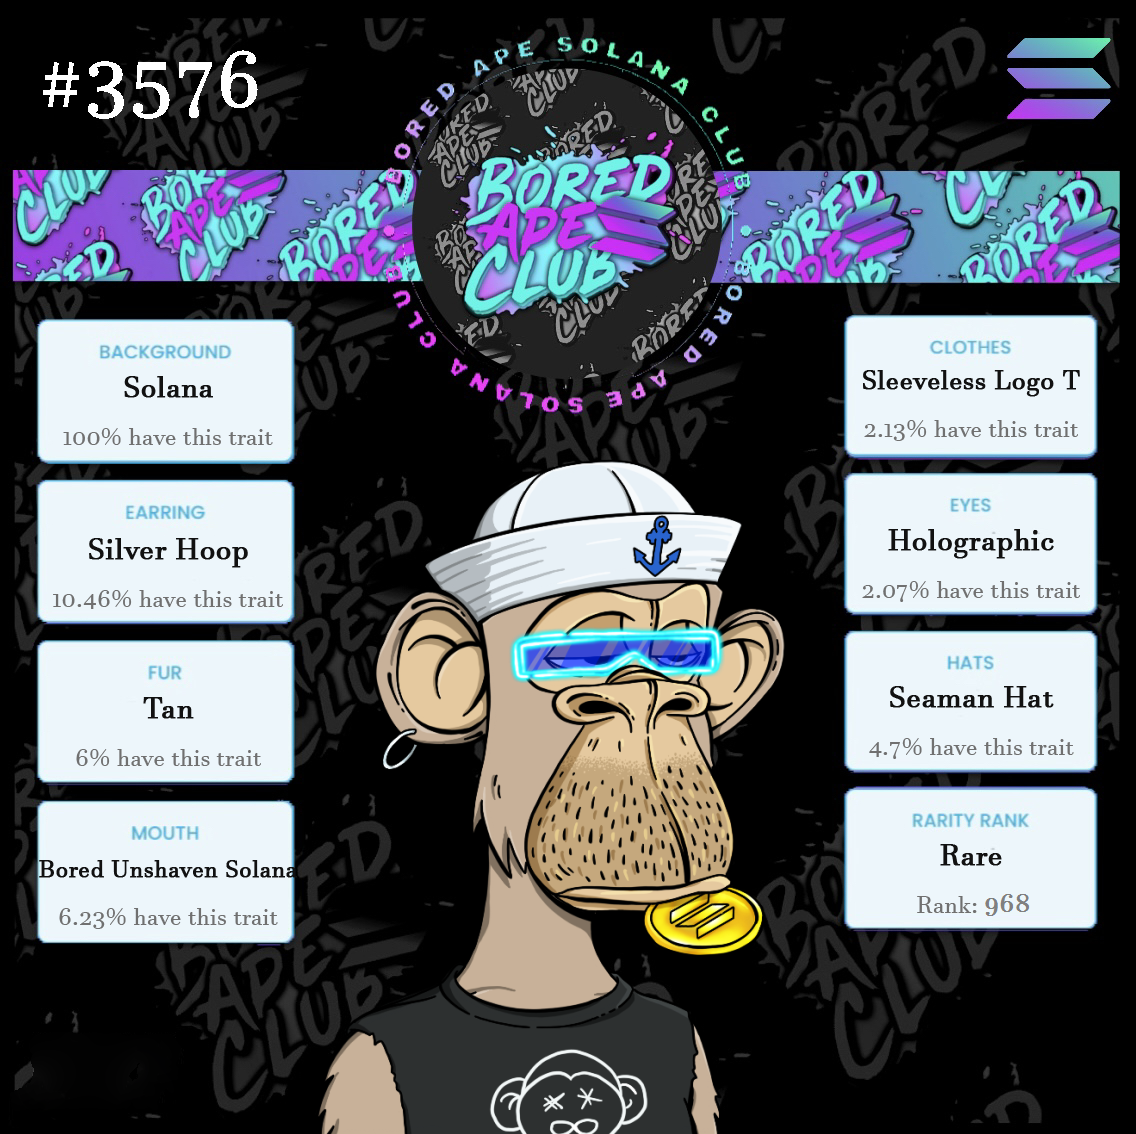 #3576
BORED APE SOLANA CLUB
BORED APE SOLANA CLUB
BORED
APE
CLUB
BACKGROUND
Solana
100% have this trait
EARRING
Silver Hoop
10.46% have this trait
FUR
Tan
6% have this trait
MOUTH
Bored Unshaven Solana
6.23% have this trait
CLOTHES
Sleeveless Logo T
2.13% have this trait
EYES
Holographic
2.07% have this trait
HATS
Seaman Hat
4.7% have this trait
RARITY RANK
Rare
Rank: 968